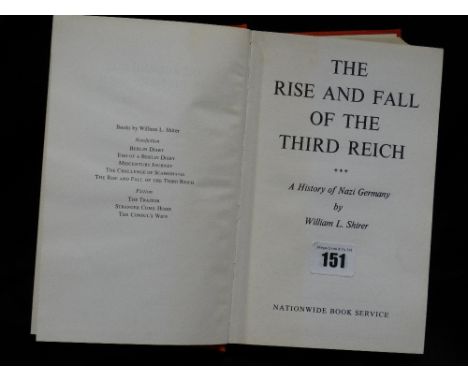 Books by William L. Shirer
Nonfiction
BERLIN DIARY
END OF A BERLIN DIARY
MIDCENTURY JOURNEY
THE CHALLENGE OF SCANDINAVIA
THE RISE AND FALL OF THE THIRD REICH
Fiction
THE TRAITOR
STRANGER COME HOME
THE CONSUL'S WIFE
THE
RISE AND FALL
OF THE
THIRD REICH
***
A History of Nazi Germany
by
William L. Shirer
151
NATIONWIDE BOOK SERVICE